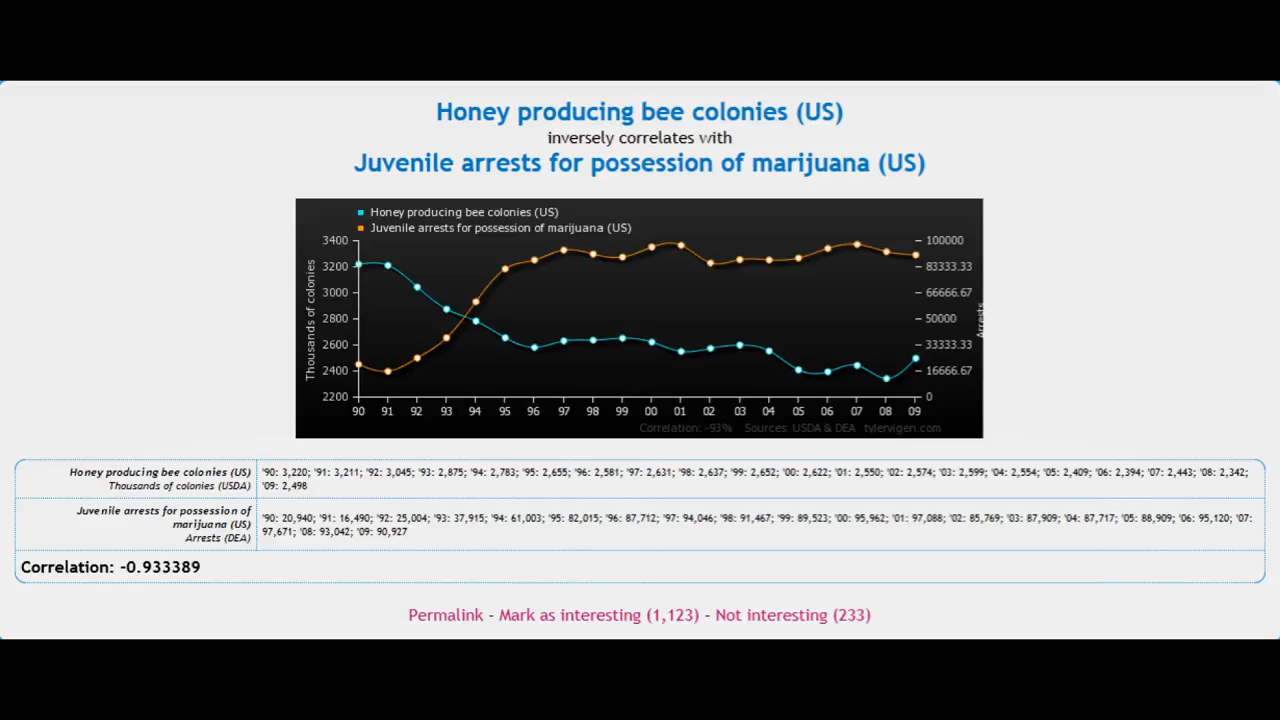 Honey producing bee colonies (US)
inversely correlates with
Juvenile arrests for possession of marijuana (US)
Honey producing bee colonies (US)
Juvenile arrests for possession of marijuana (US)
Thousands of colonies
3400
3200
3000
2800
2600
2400
2200
100000
83333.33
66666.67
50000
33333.33
16666.67
0
Arrests
90 91 92 93 94 95 96 97 98 99 00 01 02 03 04 05 06 07 08 09
Correlation: -93% Sources: USDA & DEA tylervigen.com
Honey producing bee colonies (US)
Thousands of colonies (USDA)
'90: 3,220; '91: 3,211; '92: 3,045; '93: 2,875; '94: 2,783; '95: 2,655; '96: 2,581; '97: 2,631; '98: 2,637; '99: 2,652; '00: 2,622; '01: 2,550; '02: 2,574; '03: 2,599; '04: 2,554; '05: 2,409; '06: 2,394; '07: 2,443; '08: 2,342;
'09: 2,498
Juvenile arrests for possession of
marijuana (US)
Arrests (DEA)
'90: 20,940; '91: 16,490; '92: 25,004; '93: 37,915; '94: 61,003; '95: 82,015; '96: 87,712; '97: 94,046; '98: 91,467; '99: 89,523; '00: 95,962; '01: 97,088; '02: 85,769; '03: 87,909; '04: 87,717; '05: 88,909; '06: 95,120; '07:
97,671; '08: 93,042; '09: 90,927
Correlation: -0.933389
Permalink - Mark as interesting (1,123) - Not interesting (233)